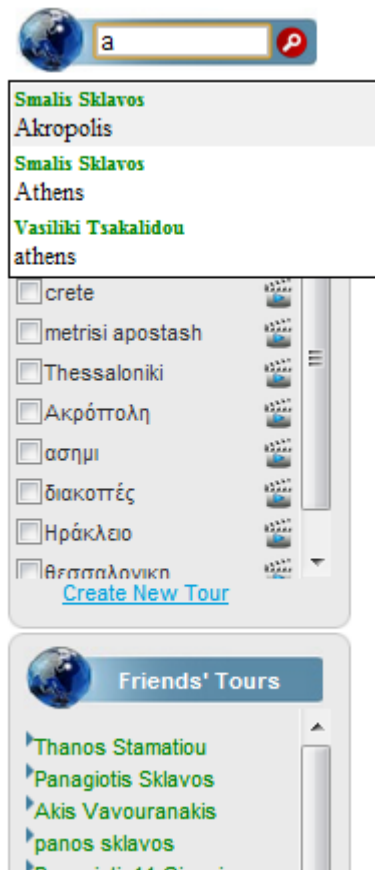 a
Smalis Sklavos
Akropolis
Smalis Sklavos
Athens
Vasiliki Tsakalidou
athens
crete
metrisi apostash
Thessaloniki
Ακρόπολη
ασημι
διακοπές
Ηράκλειο
θεσσαλονικη
Create New Tour
Friends' Tours
Thanos Stamatiou
Panagiotis Sklavos
Akis Vavouranakis
panos sklavos